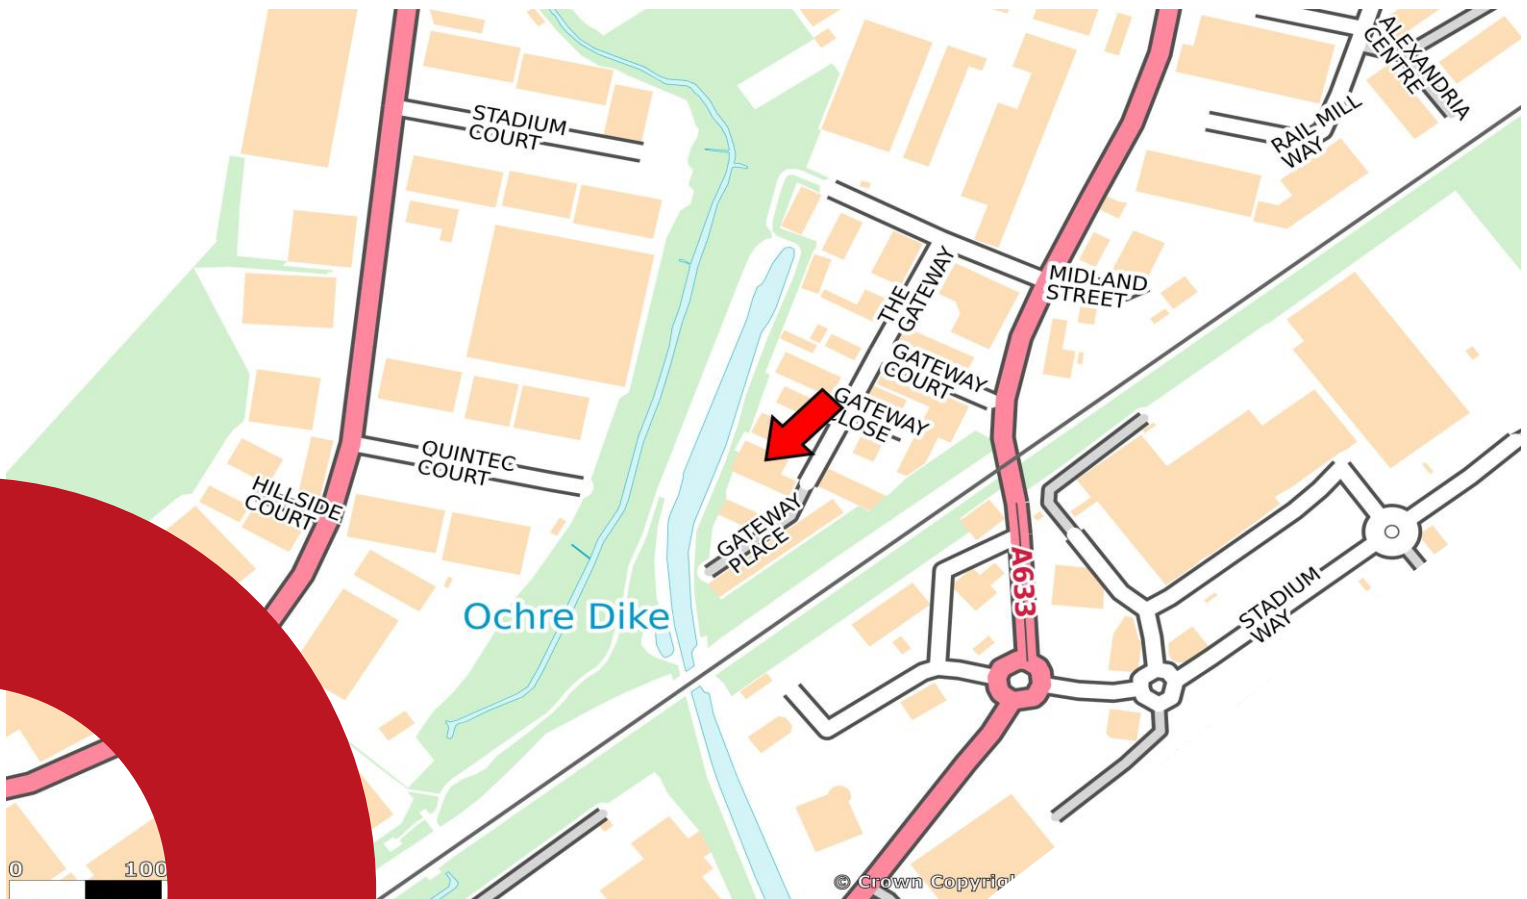 ALEXANDRIA
CENTRE
STADIUM
COURT
RAIL MILL
WAY
MIDLAND
STREET
THE
GATEWAY
GATEWAY
COURT
GATEWAY
CLOSE
QUINTEC
COURT
HILLSIDE
COURT
GATEWAY
PLACE
A633
Ochre Dike
STADIUM
WAY
0 100
© Crown